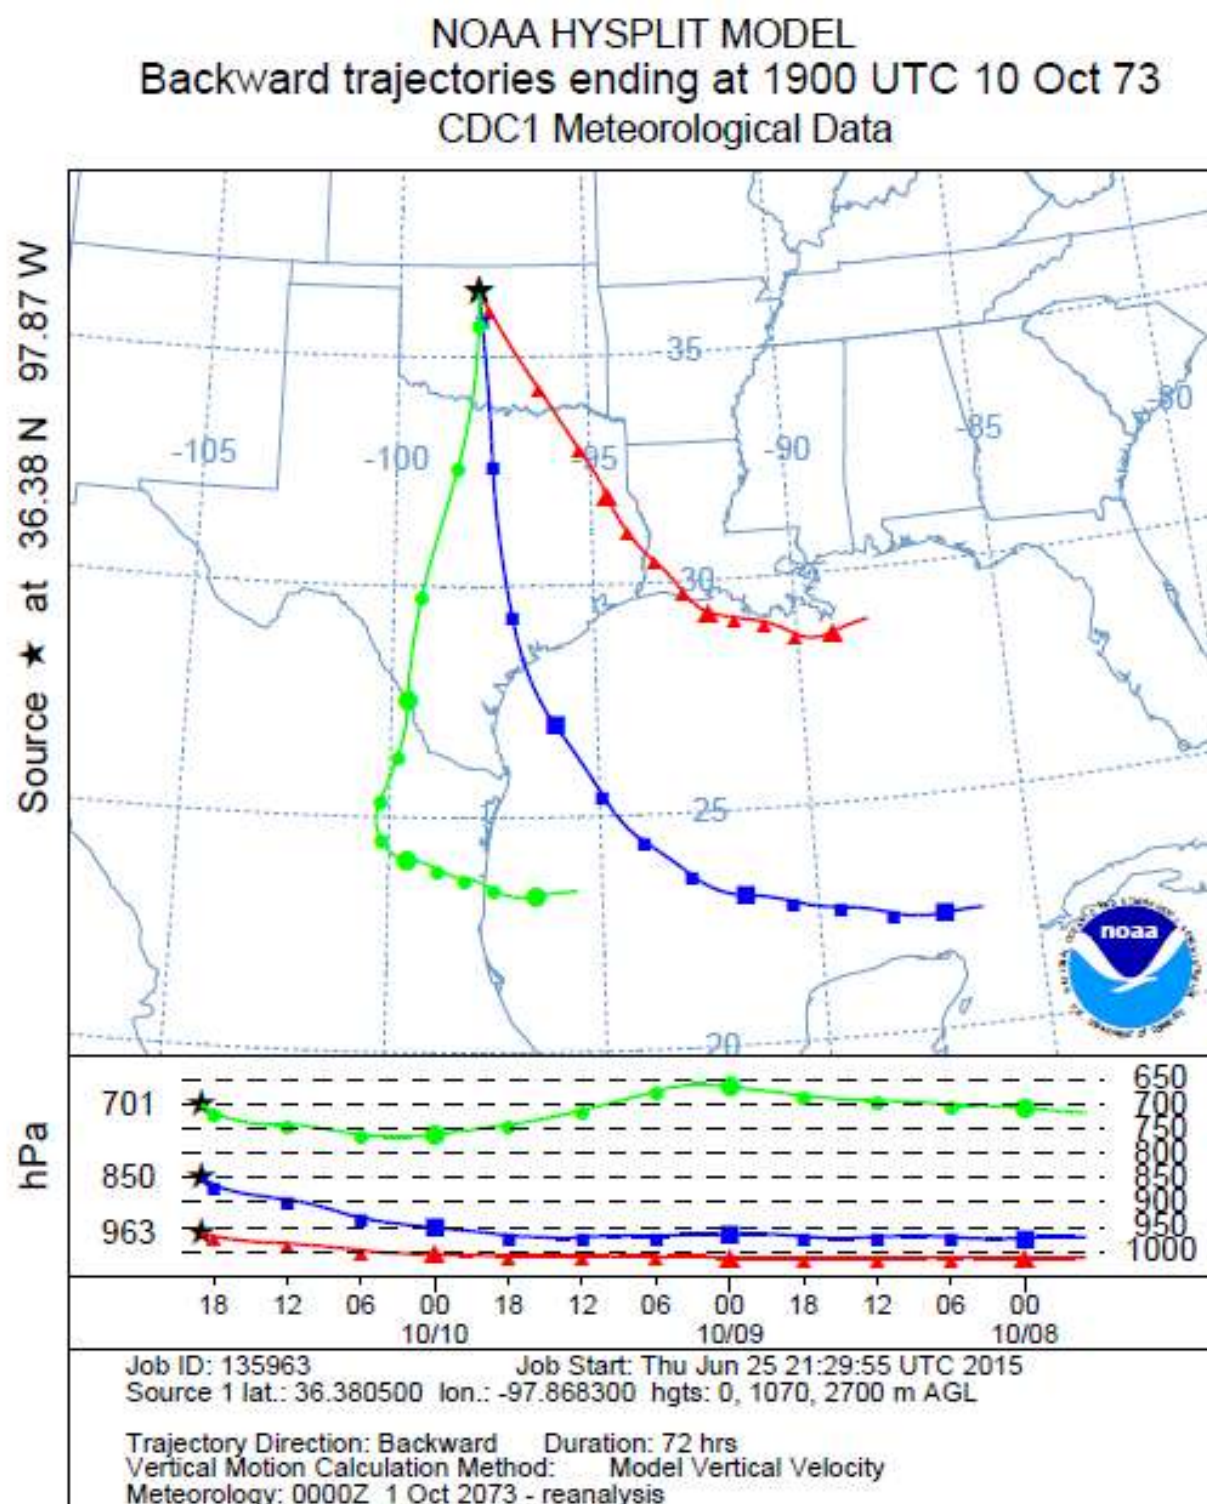 NOAA HYSPLIT MODEL
Backward trajectories ending at 1900 UTC 10 Oct 73
CDC1 Meteorological Data
Source ★ at 36.38 N 97.87 W
35
-80
-85
-105
-100
-95
-90
30
25
noaa
20
hPa
701
850
963
650
700
750
800
850
900
950
1000
18 12 06 00 18 12 06 00 18 12 06 00
10/10 10/09 10/08
Job ID: 135963 Job Start: Thu Jun 25 21:29:55 UTC 2015
Source 1 lat.: 36.380500 lon.: -97.868300 hgts: 0, 1070, 2700 m AGL
Trajectory Direction: Backward Duration: 72 hrs
Vertical Motion Calculation Method: Model Vertical Velocity
Meteorology: 0000Z 1 Oct 2073 - reanalysis